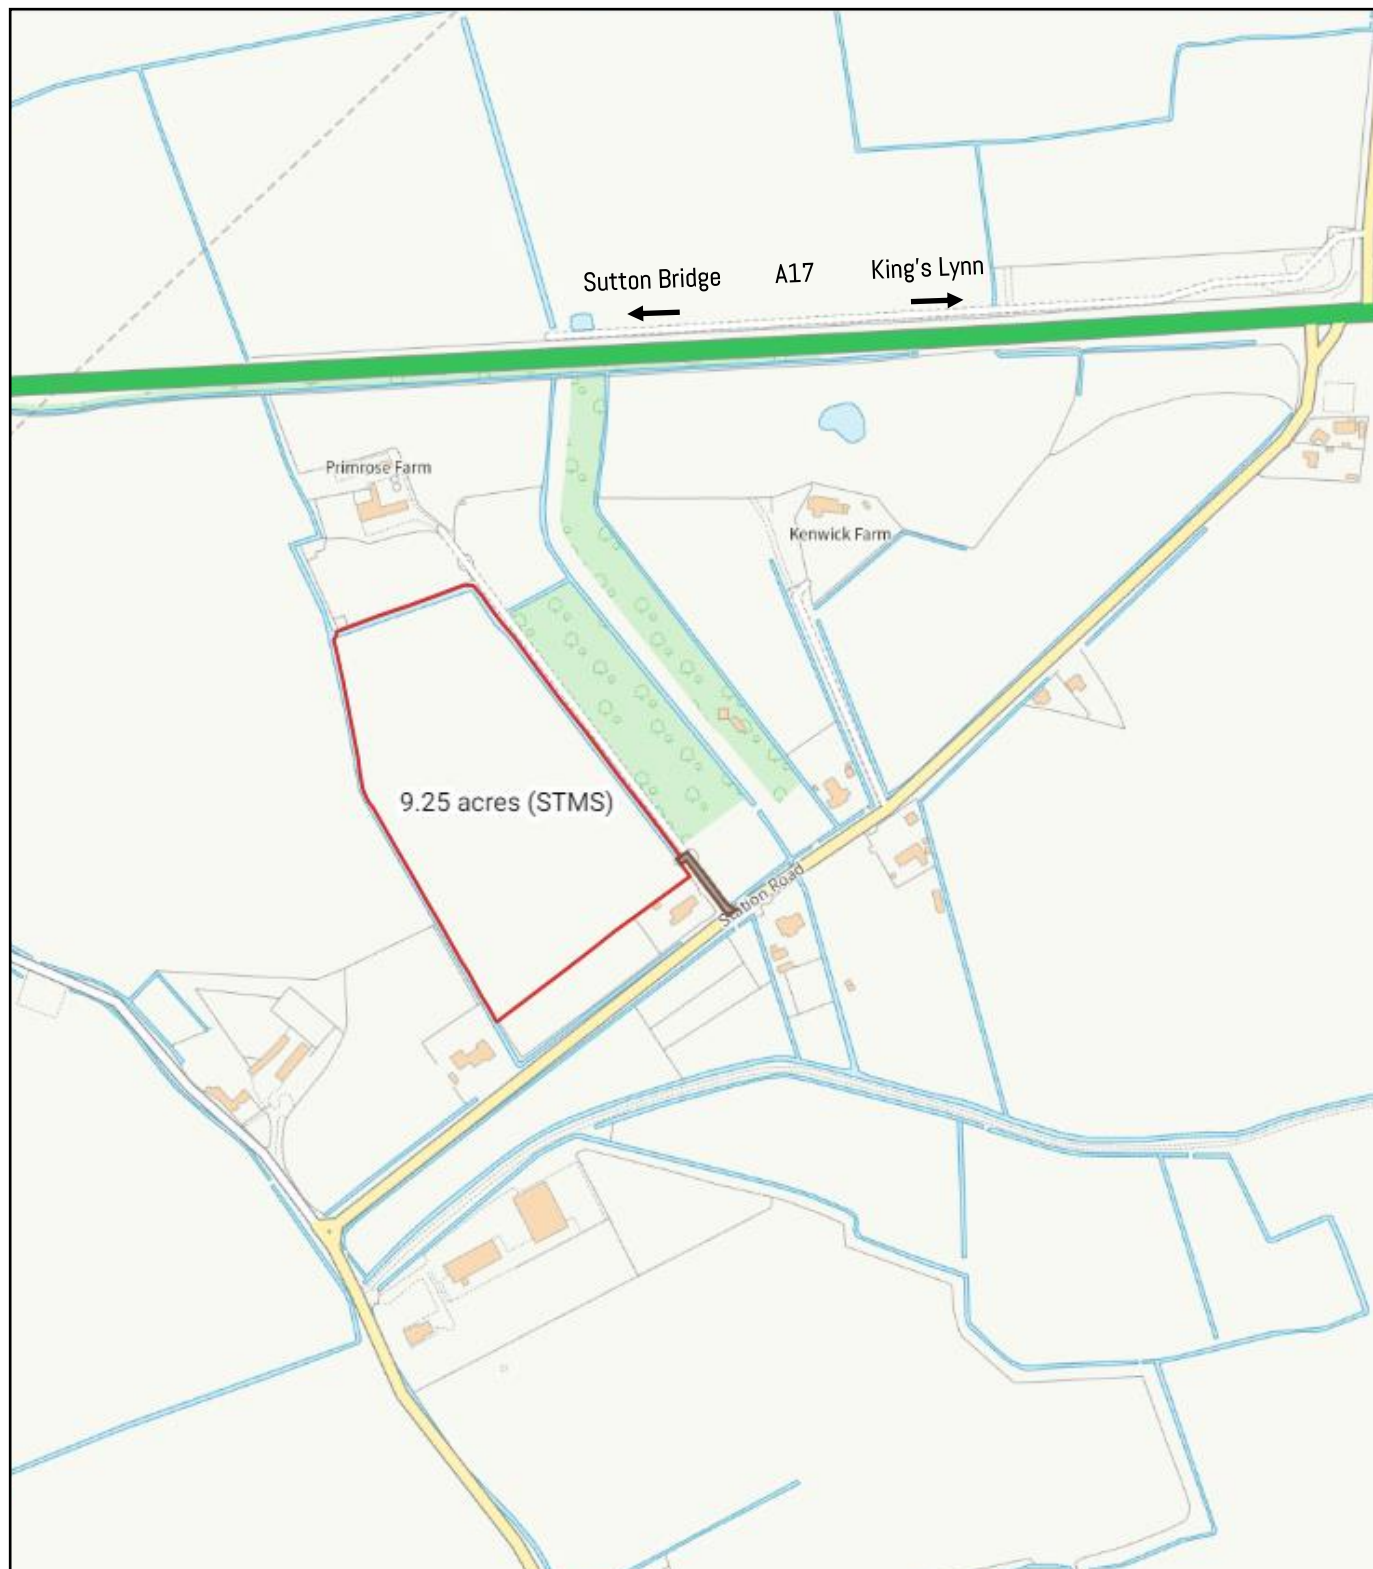 Sutton Bridge
A17
King's Lynn
Primrose Farm
Kenwick Farm
9.25 acres (STMS)
Station Road